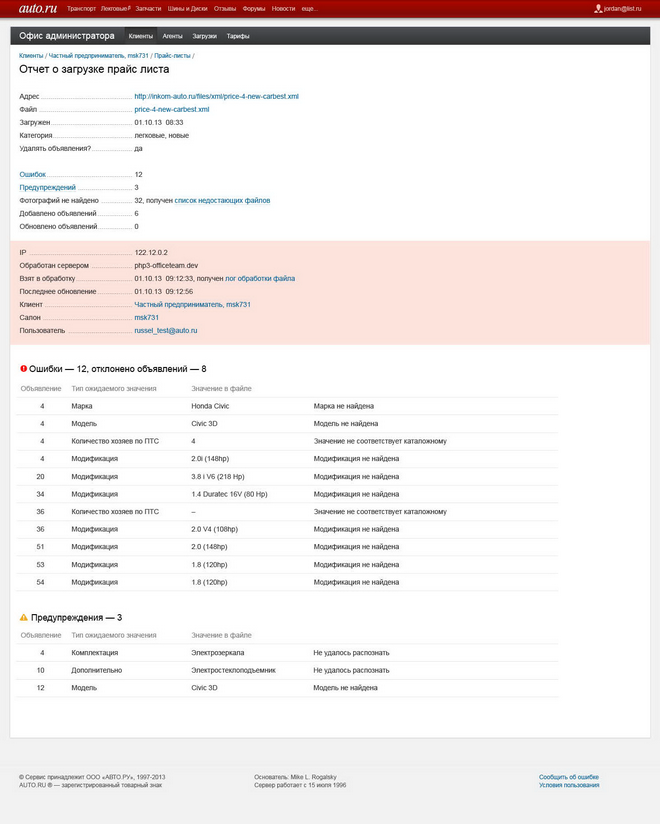 auto.ru Транспорт Легковые Запчасти Шины и Диски Отзывы Форумы Новости еще... jordan@list.ru
Офис администратора Клиенты Агенты Загрузки Тарифы
Клиенты / Частный предприниматель, msk731 / Прайс-листы /
Отчет о загрузке прайс листа
Адрес http://inkom-auto.ru/files/xml/price-4-new-carbest.xml
Файл price-4-new-carbest.xml
Загружен 01.10.13 08:33
Категория легковые, новые
Удалять объявления? да
Ошибок 12
Предупреждений 3
Фотографий не найдено 32, получен список недостающих файлов
Добавлено объявлений 6
Обновлено объявлений 0
IP 122.12.0.2
Обработан сервером php3-officeteam.dev
Взят в обработку 01.10.13 09:12:33, получен лог обработки файла
Последнее обновление 01.10.13 09:12:56
Клиент Частный предприниматель, msk731
Салон msk731
Пользователь russel_test@auto.ru
Ошибки — 12, отклонено объявлений — 8
Объявление Тип ожидаемого значения Значение в файле
4 Марка Honda Civic Марка не найдена
4 Модель Civic 3D Модель не найдена
4 Количество хозяев по ПТС 4 Значение не соответствует каталожному
4 Модификация 2.0i (148hp) Модификация не найдена
20 Модификация 3.8 i V6 (218 Hp) Модификация не найдена
34 Модификация 1.4 Duratec 16V (80 Hp) Модификация не найдена
36 Количество хозяев по ПТС – Значение не соответствует каталожному
36 Модификация 2.0 V4 (108hp) Модификация не найдена
51 Модификация 2.0 (148hp) Модификация не найдена
53 Модификация 1.8 (120hp) Модификация не найдена
54 Модификация 1.8 (120hp) Модификация не найдена
Предупреждения — 3
Объявление Тип ожидаемого значения Значение в файле
4 Комплектация Электрозеркала Не удалось распознать
10 Дополнительно Электростеклоподъемник Не удалось распознать
12 Модель Civic 3D Модель не найдена
© Сервис принадлежит ООО «АВТО.РУ», 1997-2013 Основатель: Mike L. Rogalsky Сообщить об ошибке
AUTO.RU ® — зарегистрированный товарный знак Сервер работает с 15 июля 1996 Условия пользования